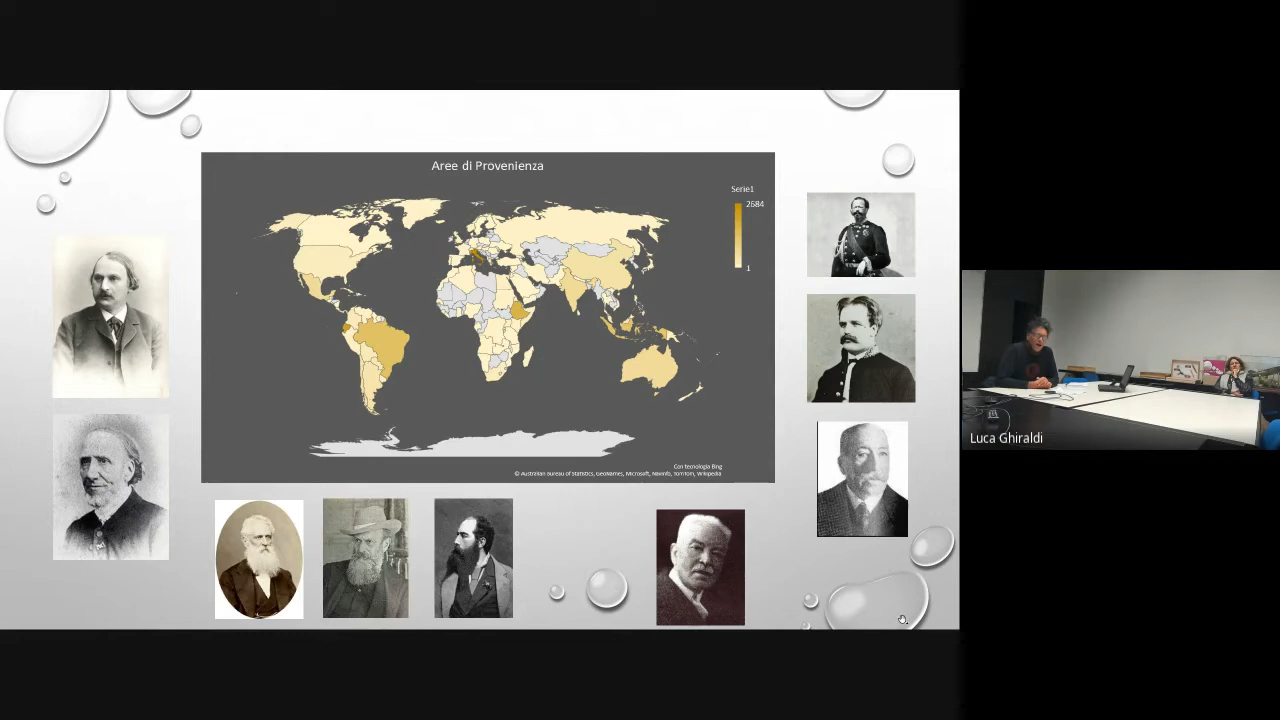 Aree di Provenienza
Serie1
2684
1
Con tecnologia Bing
© Australian Bureau of Statistics, GeoNames, Microsoft, Navinfo, TomTom, Wikipedia
Luca Ghiraldi